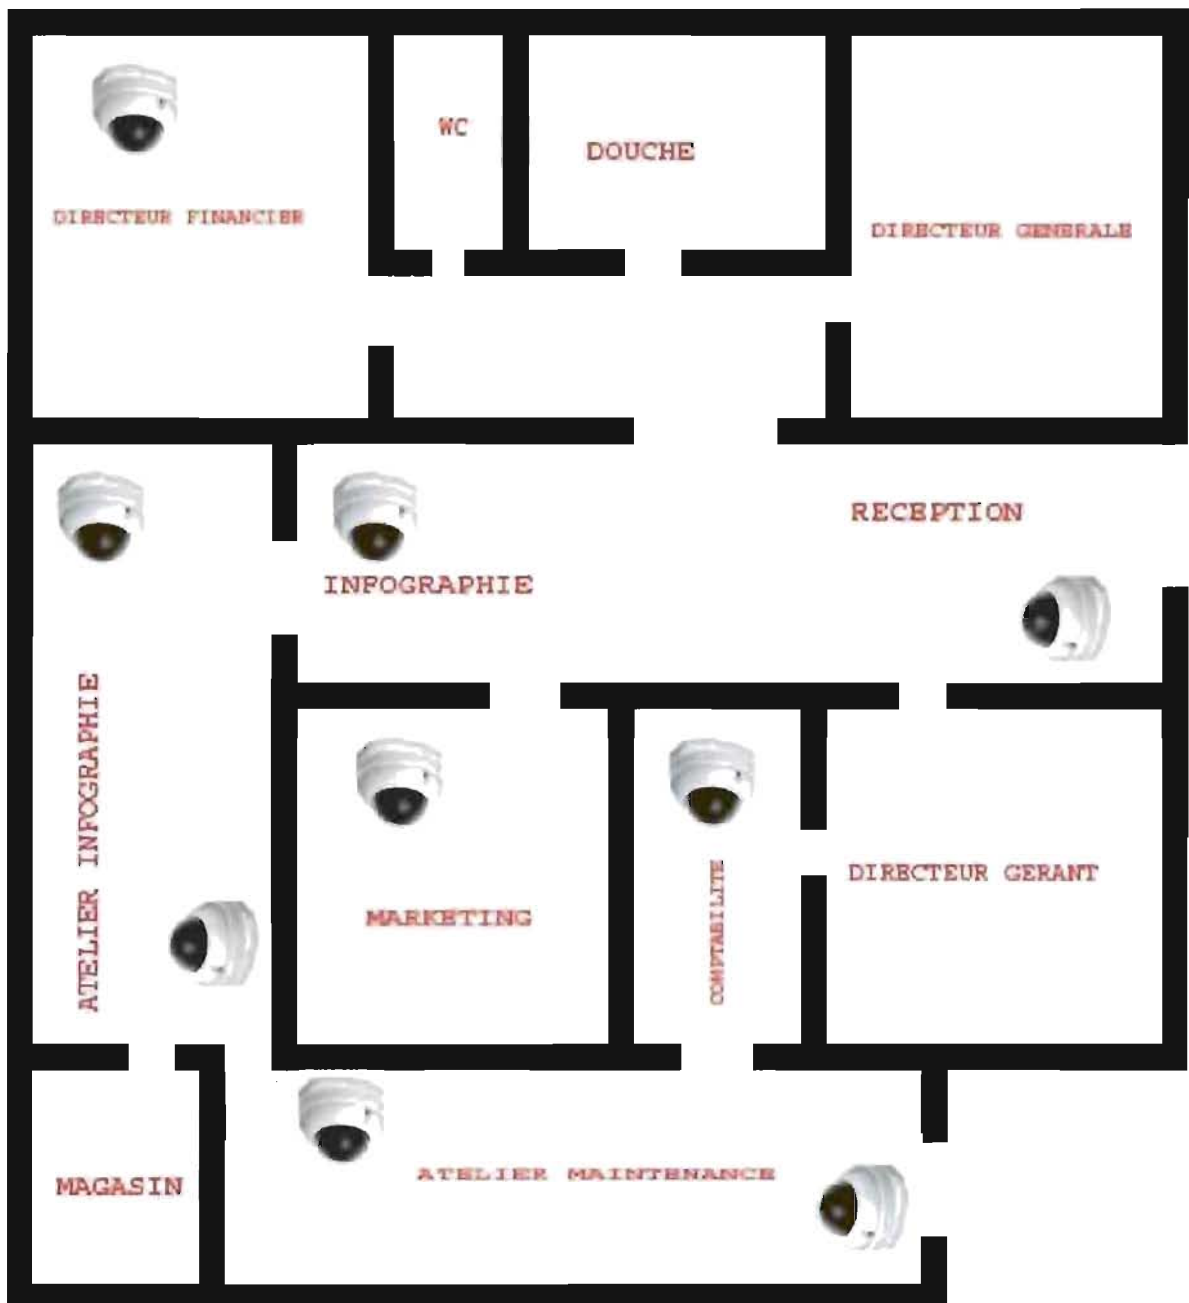 WC
DOUCHE
DIRECTEUR FINANCIER
DIRECTEUR GENERALE
RECEPTION
INFOGRAPHIE
ATELIER INFOGRAPHIE
MARKETING
COMPTABILITE
DIRECTEUR GERANT
MAGASIN
ATELIER MAINTENANCE